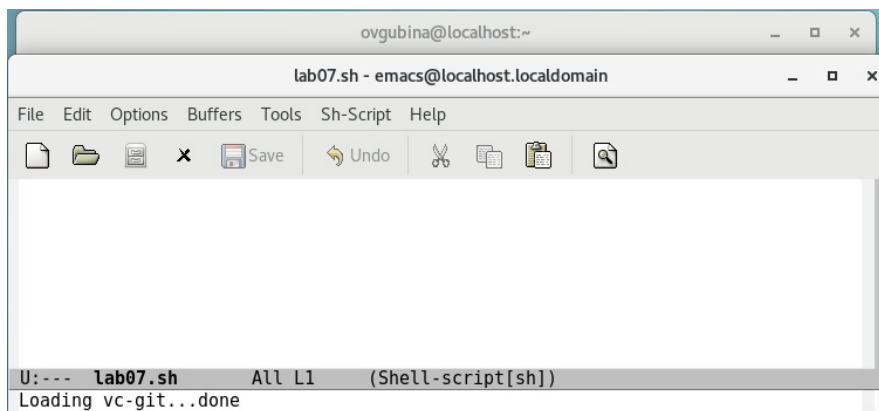 ovgubina@localhost:~
lab07.sh - emacs@localhost.localdomain
File Edit Options Buffers Tools Sh-Script Help
Save Undo
U:--- lab07.sh All L1 (Shell-script[sh])
Loading vc-git...done